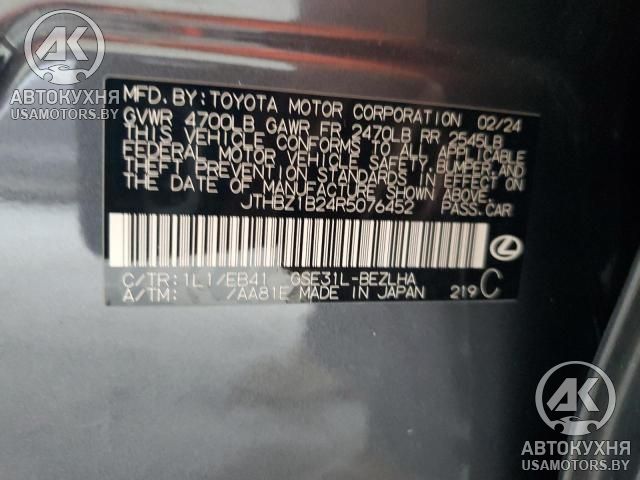 AK
АВТОКУХНЯ
USAMOTORS.BY
MFD. BY: TOYOTA MOTOR CORPORATION 02/24
GVWR 4700LB GAWR FR 2470LB RR 2545LB
THIS VEHICLE CONFORMS TO ALL APPLICABLE
FEDERAL MOTOR VEHICLE SAFETY, BUMPER, AND
THEFT PREVENTION STANDARDS IN EFFECT ON
THE DATE OF MANUFACTURE SHOWN ABOVE.
JTHBZ1B24R5076452 PASS. CAR
C/TR: 1L1/EB41 GSE31L-BEZLHA
A/TM: /AA81E MADE IN JAPAN 219 C
AK
АВТОКУХНЯ
USAMOTORS.BY